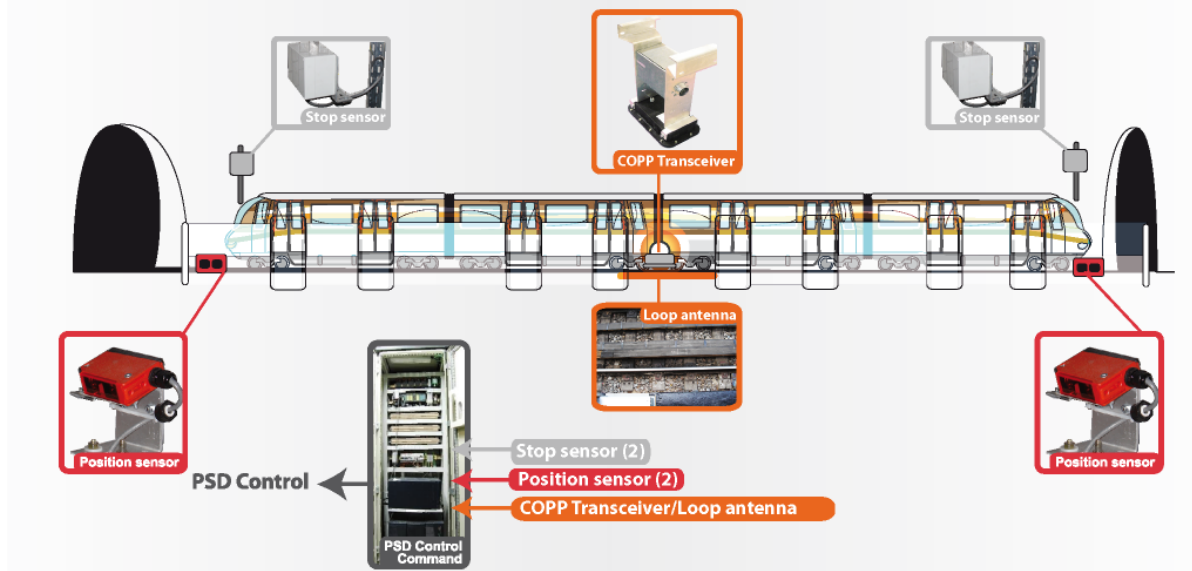 Stop sensor
Stop sensor
COPP Transceiver
Loop antenna
Position sensor
Position sensor
Stop sensor (2)
Position sensor (2)
PSD Control
COPP Transceiver/Loop antenna
PSD Control
Command